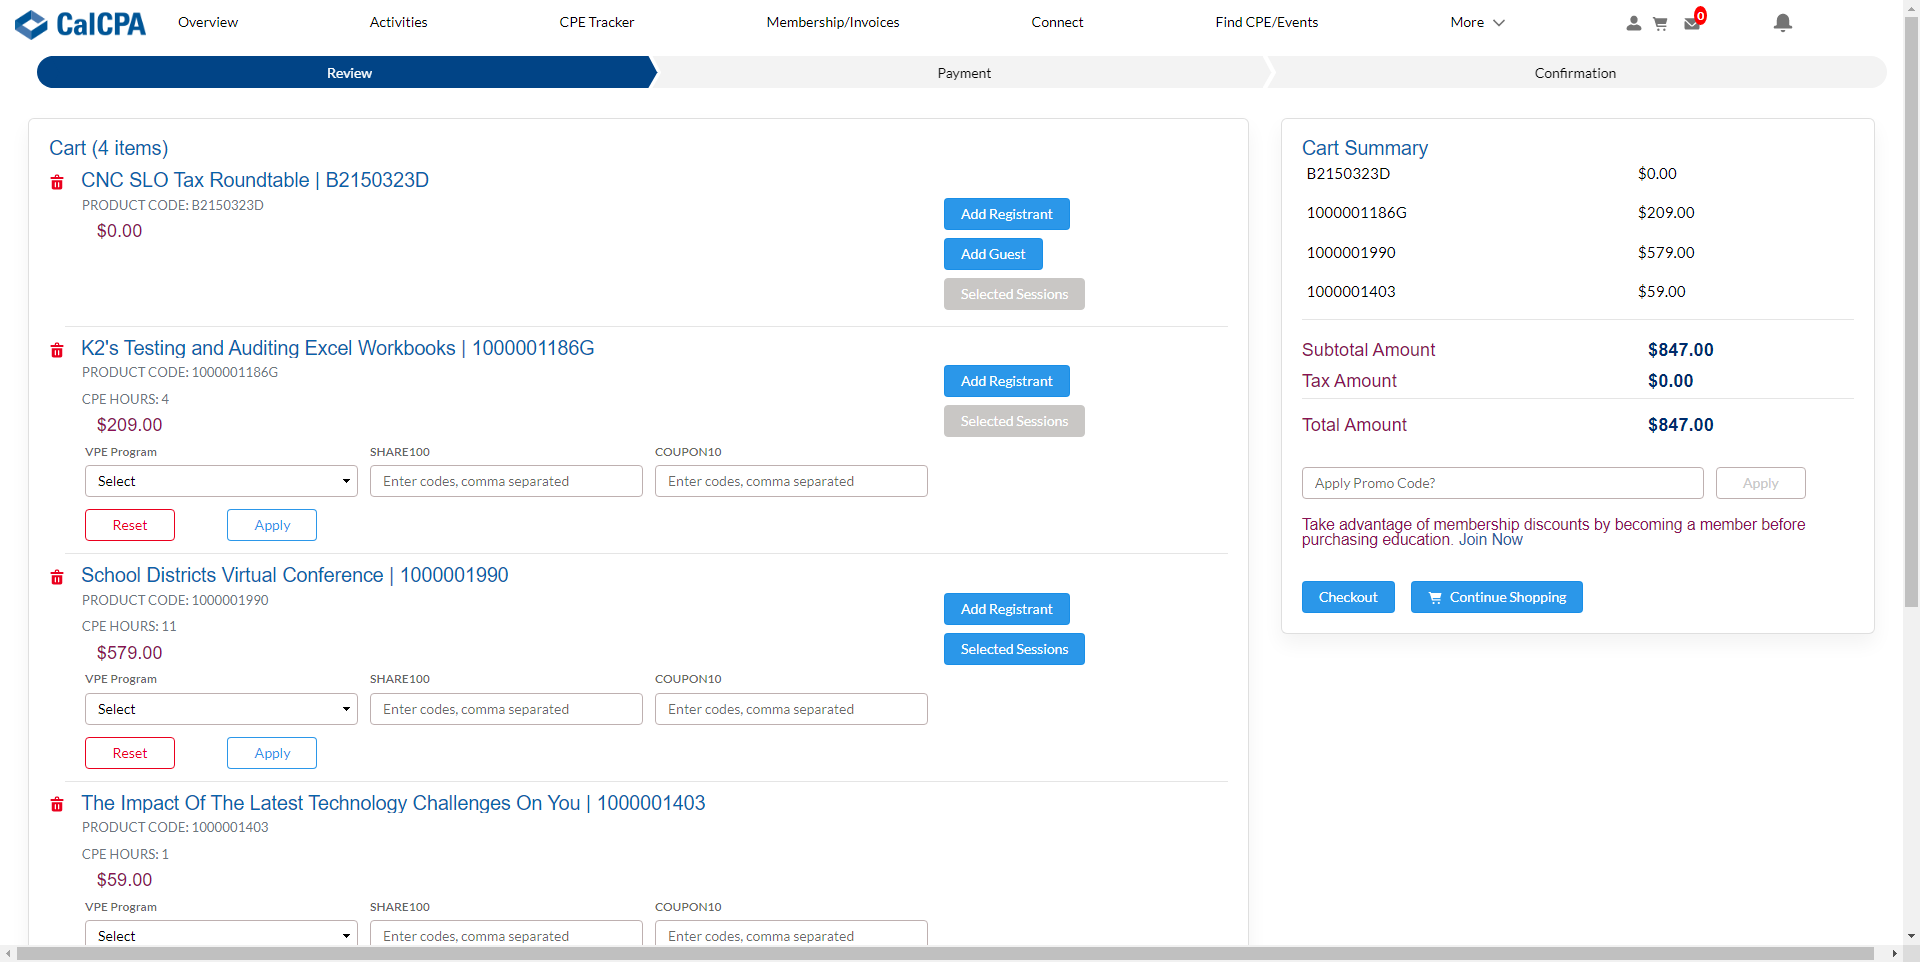 CalCPA
Overview
Activities
CPE Tracker
Membership/Invoices
Connect
Find CPE/Events
More
0
Review
Payment
Confirmation
Cart (4 items)
CNC SLO Tax Roundtable | B2150323D
PRODUCT CODE: B2150323D
$0.00
Add Registrant
Add Guest
Selected Sessions
K2's Testing and Auditing Excel Workbooks | 1000001186G
PRODUCT CODE: 1000001186G
CPE HOURS: 4
$209.00
Add Registrant
Selected Sessions
VPE Program
SHARE100
COUPON10
Select
Enter codes, comma separated
Enter codes, comma separated
Reset
Apply
School Districts Virtual Conference | 1000001990
PRODUCT CODE: 1000001990
CPE HOURS: 11
$579.00
Add Registrant
Selected Sessions
VPE Program
SHARE100
COUPON10
Select
Enter codes, comma separated
Enter codes, comma separated
Reset
Apply
The Impact Of The Latest Technology Challenges On You | 1000001403
PRODUCT CODE: 1000001403
CPE HOURS: 1
$59.00
VPE Program
SHARE100
COUPON10
Select
Enter codes, comma separated
Enter codes, comma separated
Cart Summary
B2150323D $0.00
1000001186G $209.00
1000001990 $579.00
1000001403 $59.00
Subtotal Amount $847.00
Tax Amount $0.00
Total Amount $847.00
Apply Promo Code?
Apply
Take advantage of membership discounts by becoming a member before
purchasing education. Join Now
Checkout
Continue Shopping